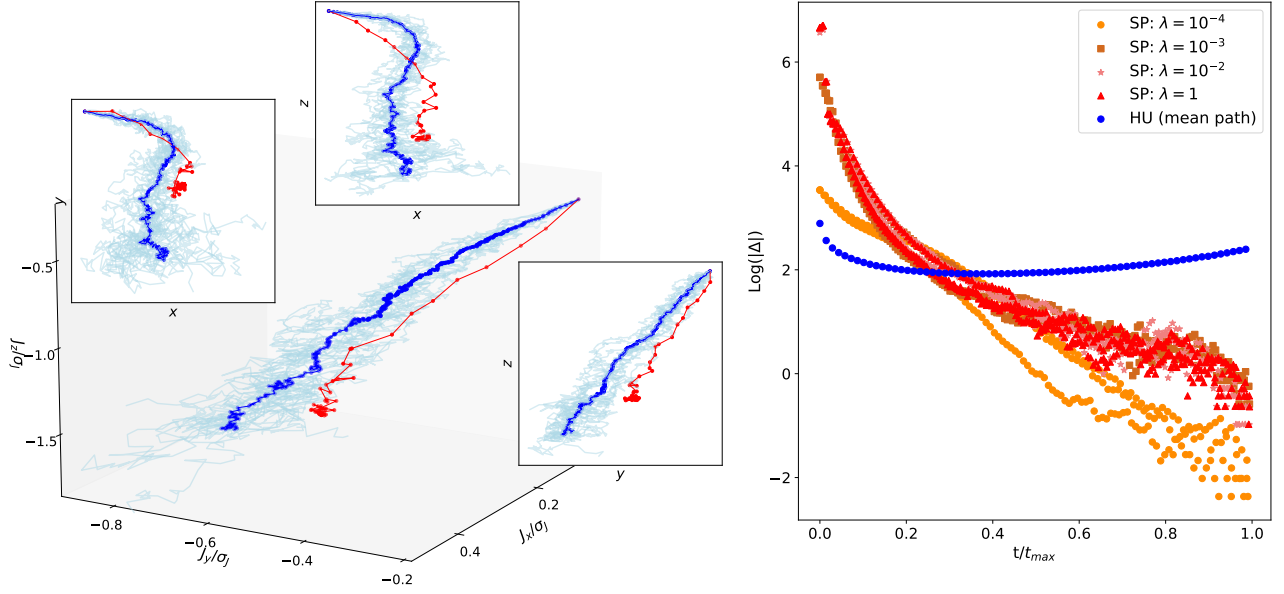 z
x
y
x
z
y
−0.5
−1.0
−1.5
J_z/σ_J
−0.8
−0.6
−0.4
−0.2
J_y/σ_J
0.4
0.2
J_x/σ_J
SP: λ = 10⁻⁴
SP: λ = 10⁻³
SP: λ = 10⁻²
SP: λ = 1
HU (mean path)
6
4
2
0
−2
Log(|Δ|)
0.0 0.2 0.4 0.6 0.8 1.0
t/t_max